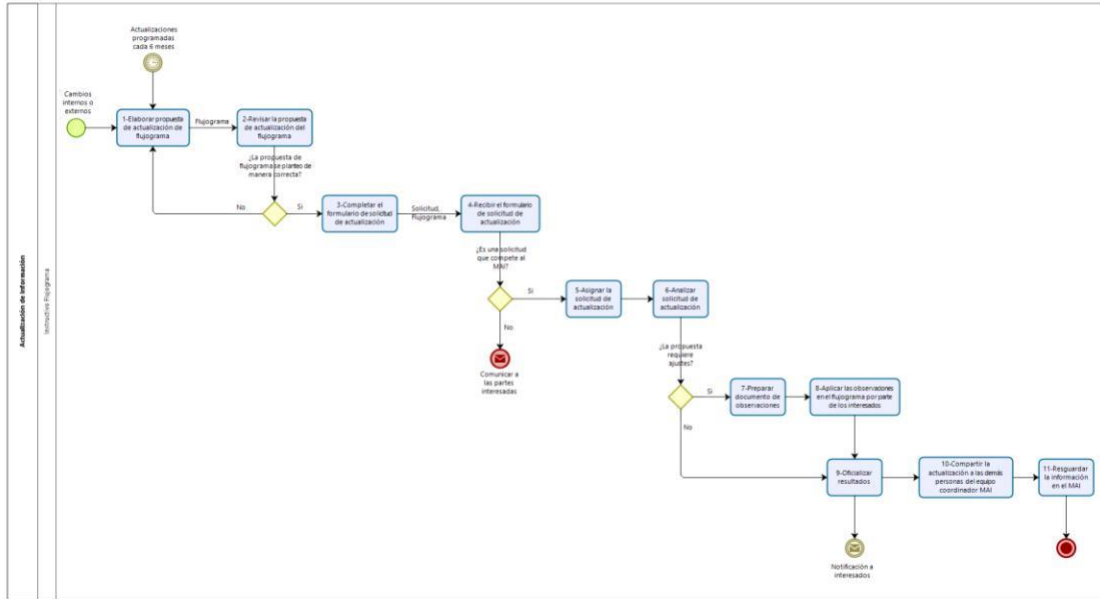 Actualización de Información
Instructivo Flujograma
Actualizaciones
programadas
cada 6 meses
Cambios
internos o
externos
1-Elaborar propuesta
de actualización de
flujograma
Flujograma
2-Revisar la propuesta
de actualización del
flujograma
¿La propuesta de
flujograma se planteo de
manera correcta?
No
Si
3-Completar el
formulario de solicitud
de actualización
Solicitud,
flujograma
4-Recibir el formulario
de solicitud de
actualización
¿Es una solicitud
que compete al
MAI?
Si
No
Comunicar a
las partes
interesadas
5-Asignar la
solicitud de
actualización
6-Analizar
solicitud de
actualización
¿La propuesta
requiere
ajustes?
Si
No
7-Preparar
documento de
observaciones
8-Aplicar las observadores
en el flujograma por parte
de los interesados
9-Oficializar
resultados
Notificación a
interesados
10-Compartir la
actualización a las demás
personas del equipo
coordinador MAI
11-Resguardar
la información
en el MAI